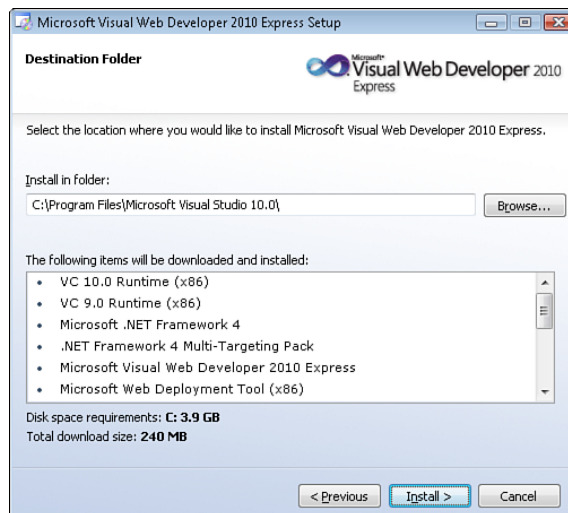 Microsoft Visual Web Developer 2010 Express Setup
Destination Folder
Microsoft
Visual Web Developer 2010
Express
Select the location where you would like to install Microsoft Visual Web Developer 2010 Express.
Install in folder:
C:\Program Files\Microsoft Visual Studio 10.0\
Browse...
The following items will be downloaded and installed:
• VC 10.0 Runtime (x86)
• VC 9.0 Runtime (x86)
• Microsoft .NET Framework 4
• .NET Framework 4 Multi-Targeting Pack
• Microsoft Visual Web Developer 2010 Express
• Microsoft Web Deployment Tool (x86)
Disk space requirements: C: 3.9 GB
Total download size: 240 MB
< Previous
Install >
Cancel